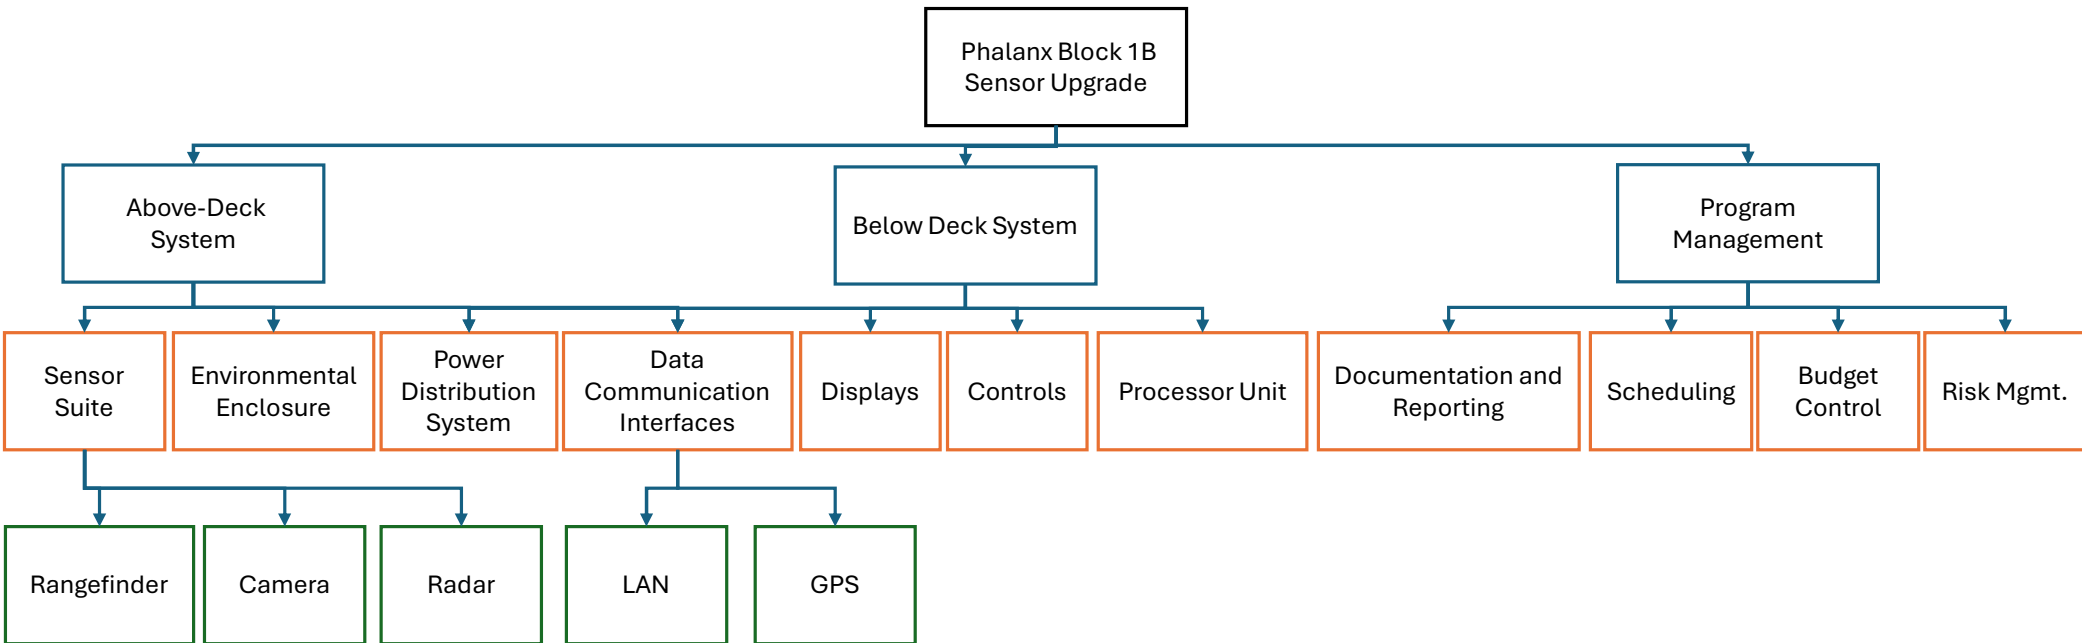 Phalanx Block 1B
Sensor Upgrade
Above-Deck
System
Below Deck System
Program
Management
Sensor
Suite
Environmental
Enclosure
Power
Distribution
System
Data
Communication
Interfaces
Displays
Controls
Processor Unit
Documentation and
Reporting
Scheduling
Budget
Control
Risk Mgmt.
Rangefinder
Camera
Radar
LAN
GPS